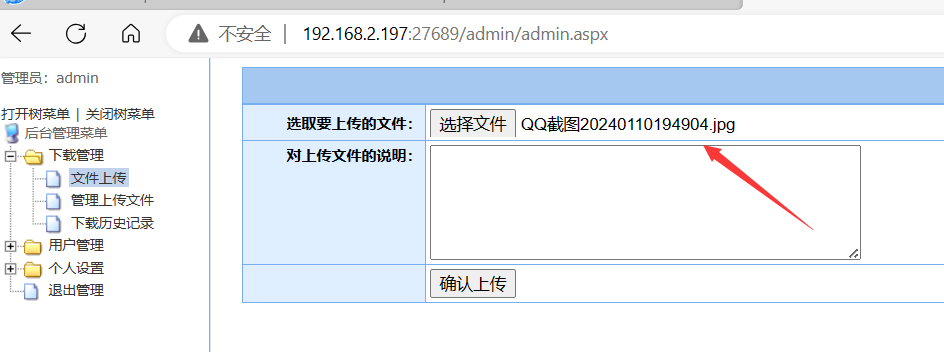 不安全 | 192.168.2.197:27689/admin/admin.aspx
管理员：admin
打开树菜单 | 关闭树菜单
后台管理菜单
下载管理
文件上传
管理上传文件
下载历史记录
用户管理
个人设置
退出管理
选取要上传的文件： 选择文件 QQ截图20240110194904.jpg
对上传文件的说明：
确认上传